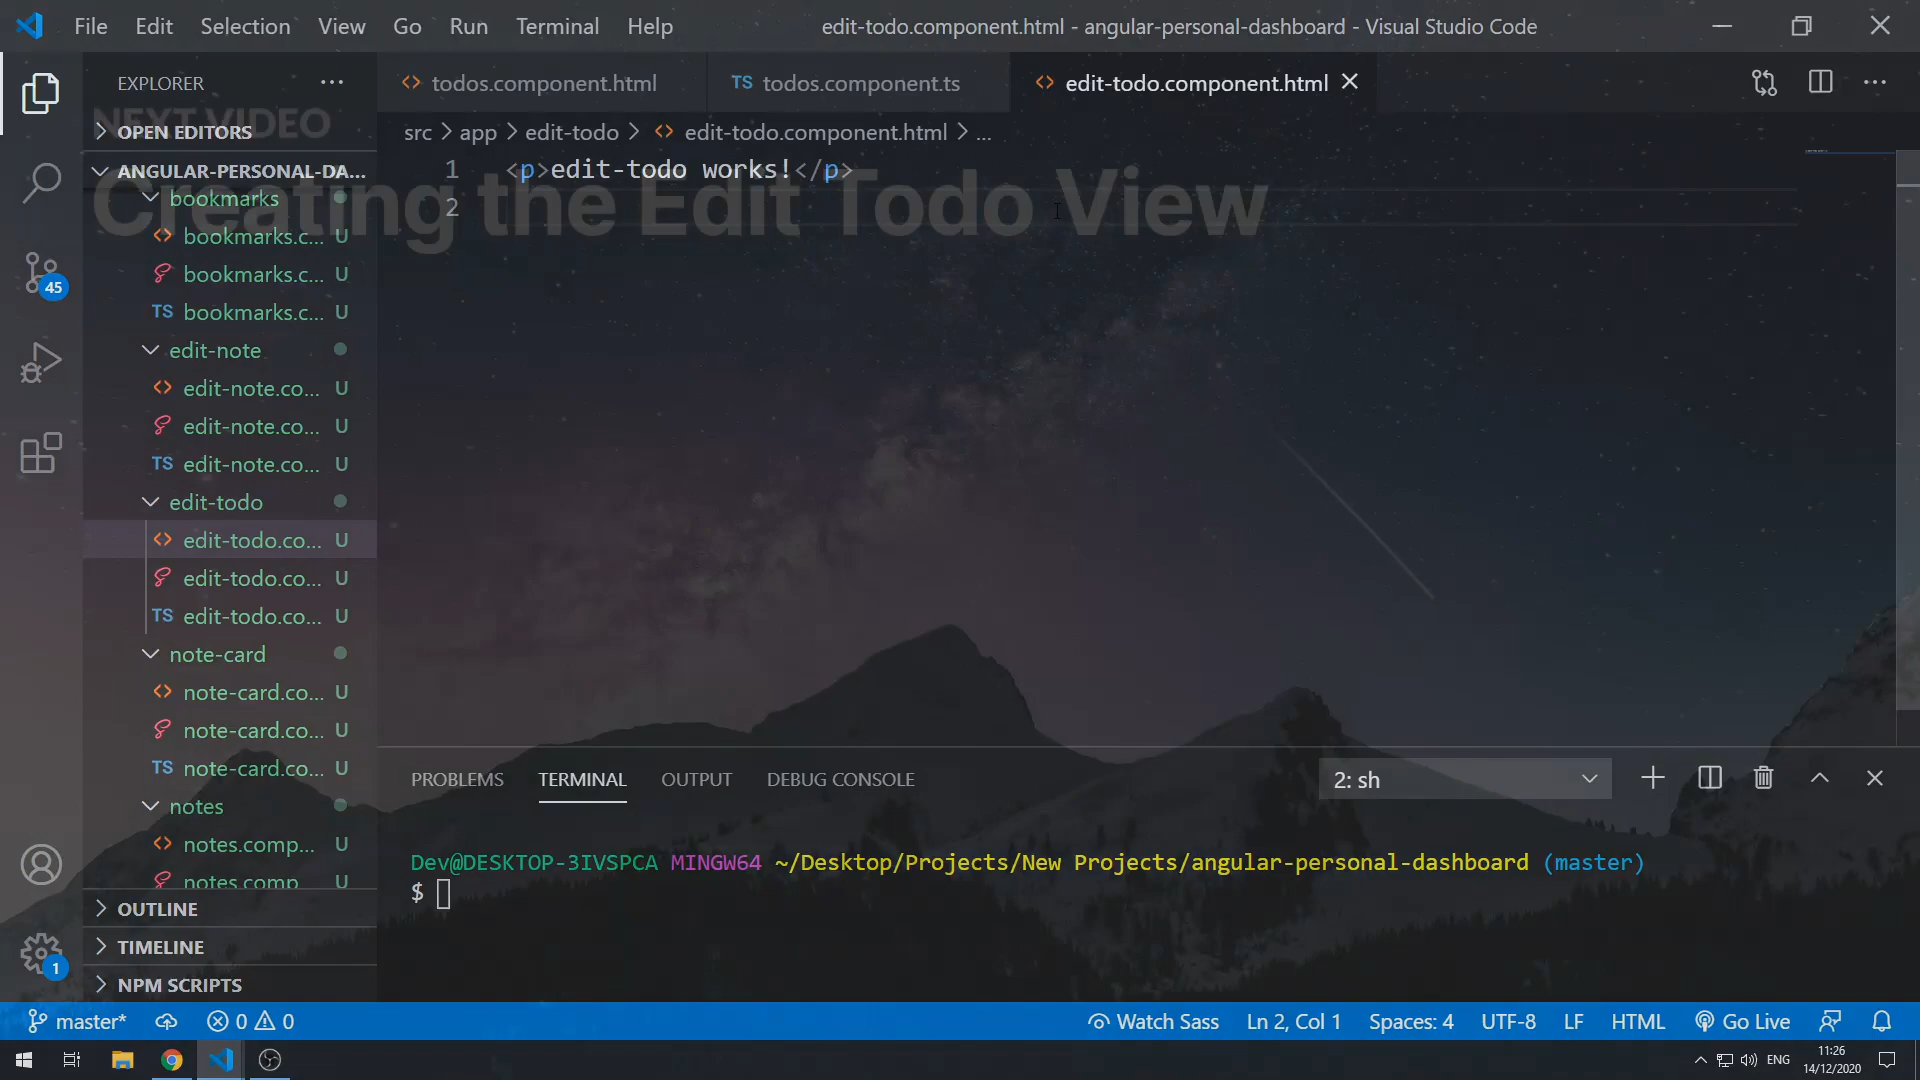 File Edit Selection View Go Run Terminal Help
edit-todo.component.html - angular-personal-dashboard - Visual Studio Code
EXPLORER
todos.component.html
TS todos.component.ts
edit-todo.component.html
NEXT VIDEO
OPEN EDITORS
src > app > edit-todo > edit-todo.component.html > ...
ANGULAR-PERSONAL-DA...
1 <p>edit-todo works!</p>
2
Creating the Edit Todo View
bookmarks
bookmarks.c... U
bookmarks.c... U
TS bookmarks.c... U
45
edit-note
edit-note.co... U
edit-note.co... U
TS edit-note.co... U
edit-todo
edit-todo.co... U
edit-todo.co... U
TS edit-todo.co... U
note-card
note-card.co... U
note-card.co... U
TS note-card.co... U
notes
notes.comp... U
notes.comp U
OUTLINE
TIMELINE
NPM SCRIPTS
1
PROBLEMS TERMINAL OUTPUT DEBUG CONSOLE
2: sh
Dev@DESKTOP-3IVSPCA MINGW64 ~/Desktop/Projects/New Projects/angular-personal-dashboard (master)
$
master* 0 0
Watch Sass Ln 2, Col 1 Spaces: 4 UTF-8 LF HTML Go Live
ENG
11:26
14/12/2020